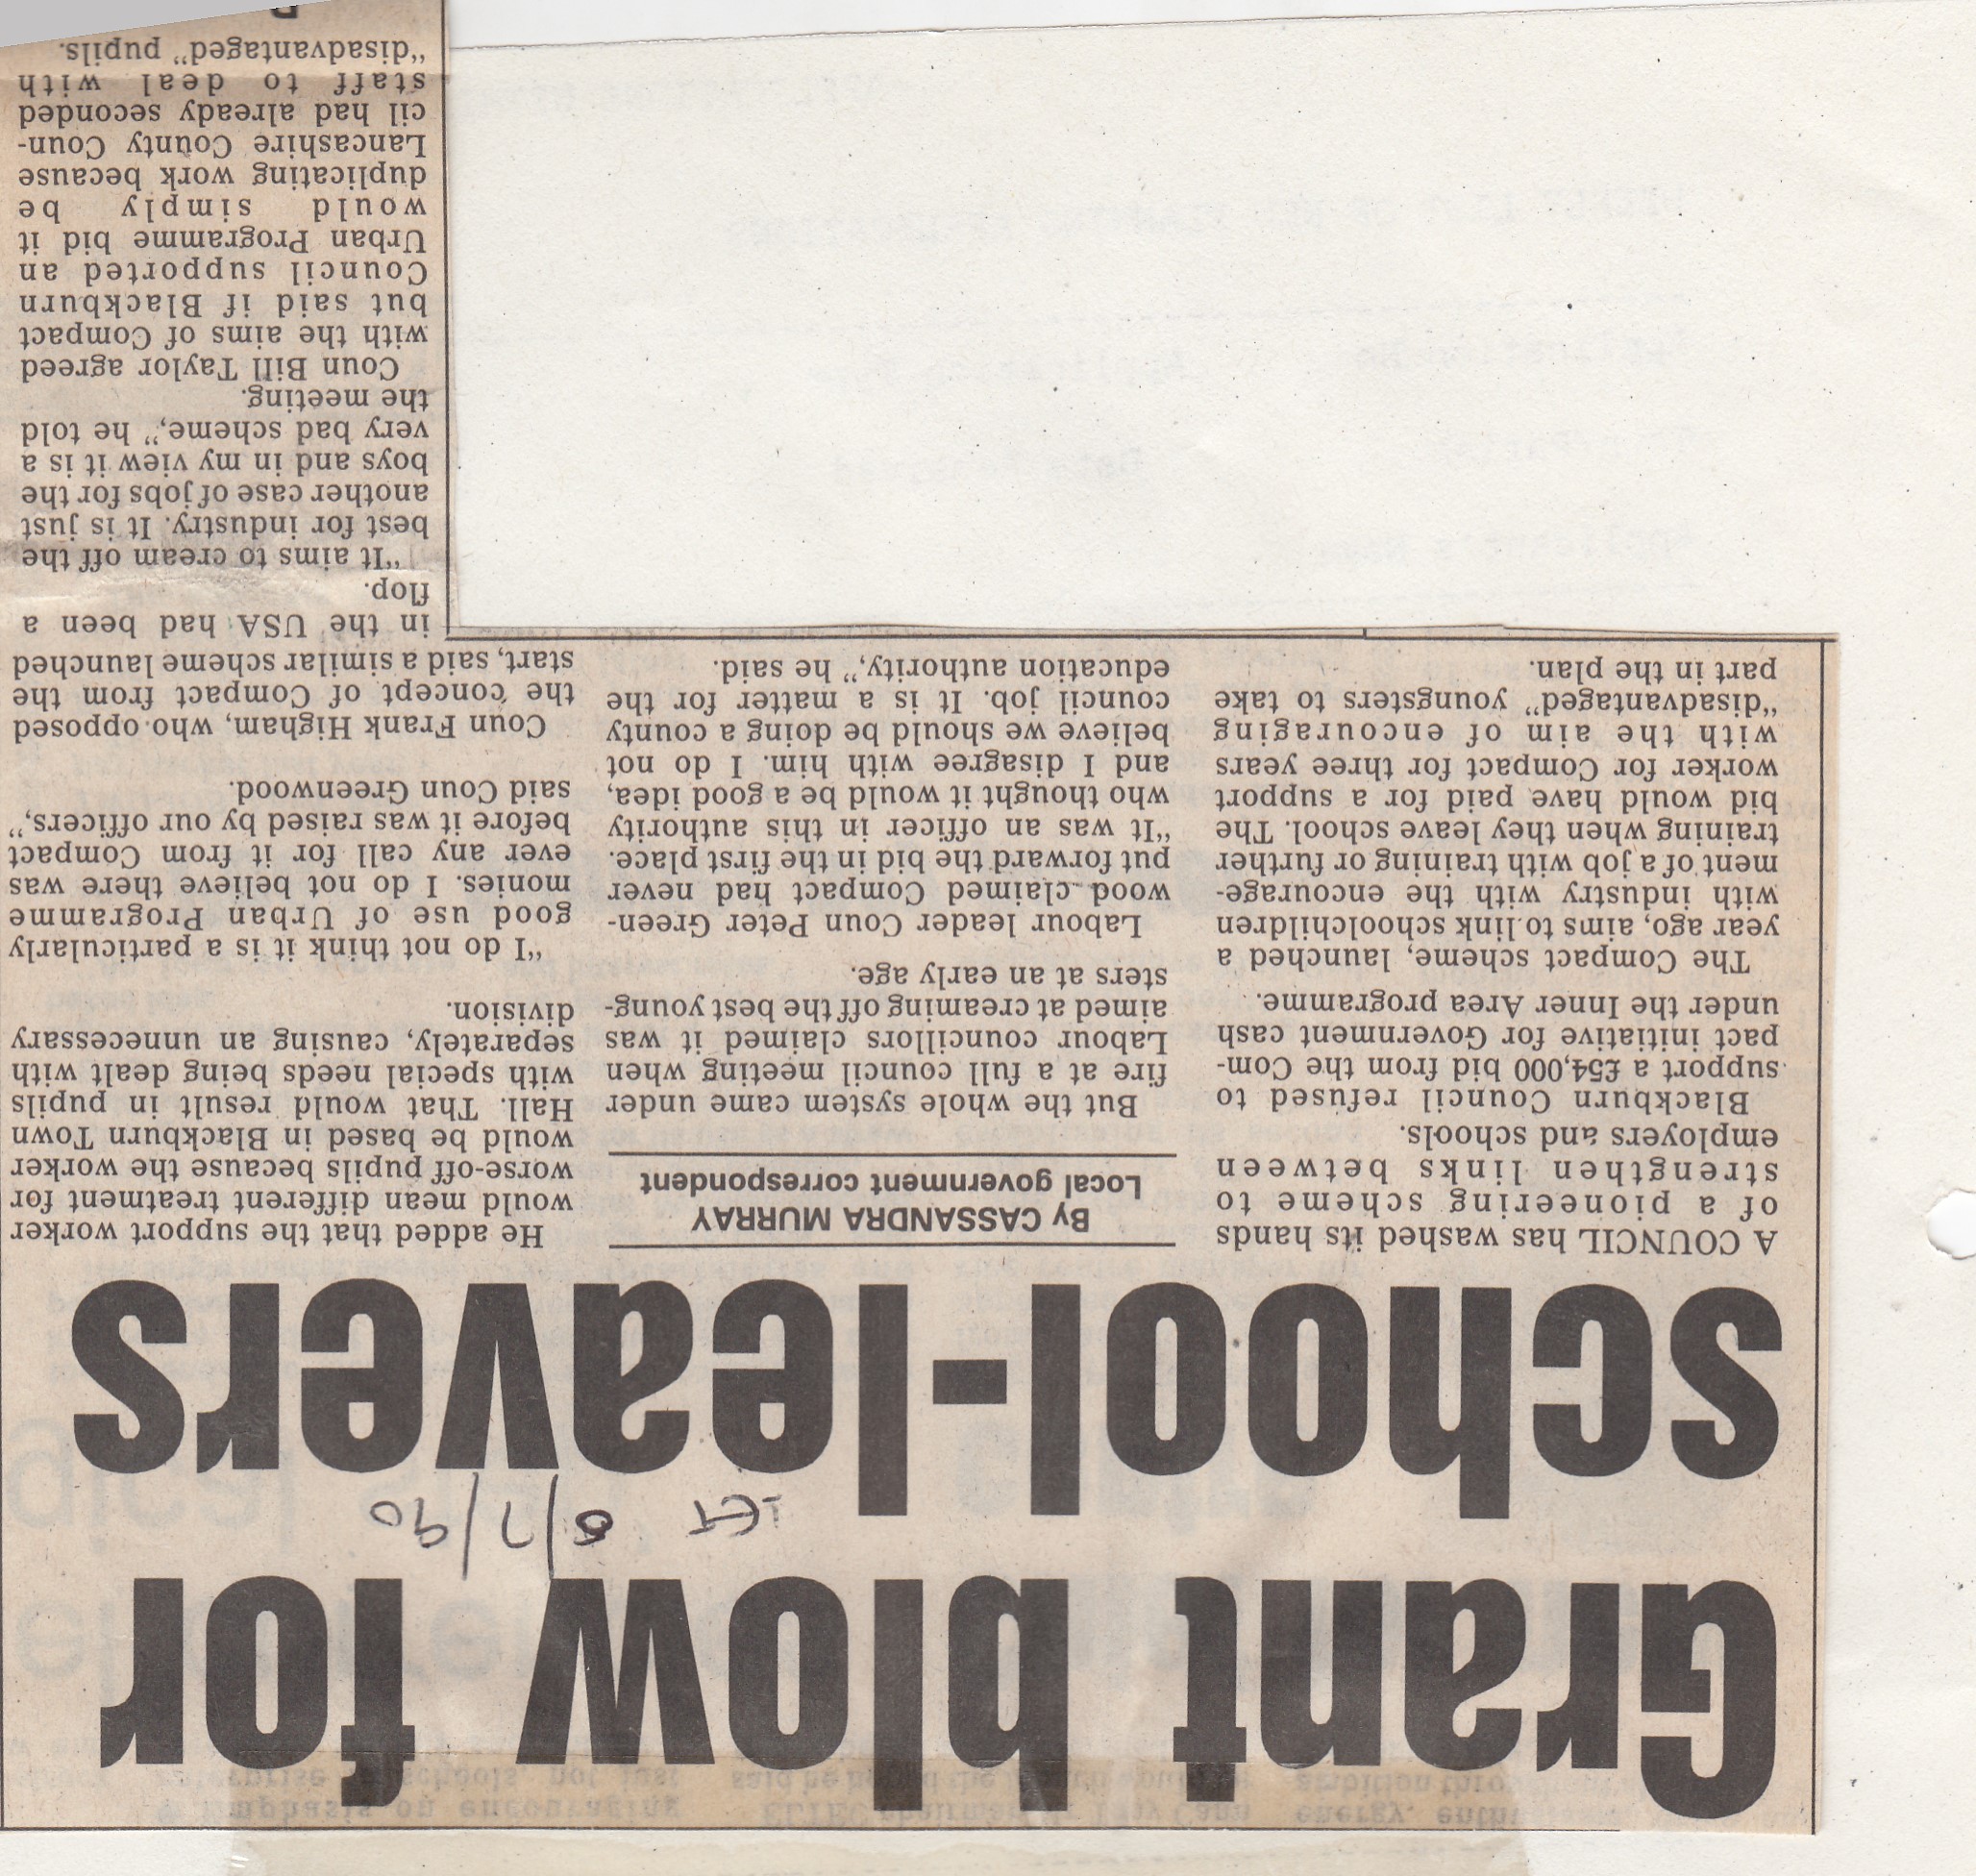 Grant blow for
LET 8/7/90
school-leavers
A COUNCIL has washed its hands
of a pioneering scheme to
strengthen links between
employers and schools.
Blackburn Council refused to
support a £54,000 bid from the Com-
pact initiative for Government cash
under the Inner Area programme.
The Compact scheme, launched a
year ago, aims to link schoolchildren
with industry with the encourage-
ment of a job with training or further
training when they leave school. The
bid would have paid for a support
worker for Compact for three years
with the aim of encouraging
“disadvantaged” youngsters to take
part in the plan.
By CASSANDRA MURRAY
Local government correspondent
But the whole system came under
fire at a full council meeting when
Labour councillors claimed it was
aimed at creaming off the best young-
sters at an early age.
Labour leader Coun Peter Green-
wood claimed Compact had never
put forward the bid in the first place.
“It was an officer in this authority
who thought it would be a good idea,
and I disagree with him. I do not
believe we should be doing a county
council job. It is a matter for the
education authority,” he said.
He added that the support worker
would mean different treatment for
worse-off pupils because the worker
would be based in Blackburn Town
Hall. That would result in pupils
with special needs being dealt with
separately, causing an unnecessary
division.
“I do not think it is a particularly
good use of Urban Programme
monies. I do not believe there was
ever any call for it from Compact
before it was raised by our officers,”
said Coun Greenwood.
Coun Frank Higham, who opposed
the concept of Compact from the
start, said a similar scheme launched
in the USA had been a
flop.
“It aims to cream off the
best for industry. It is just
another case of jobs for the
boys and in my view it is a
very bad scheme,” he told
the meeting.
Coun Bill Taylor agreed
with the aims of Compact
but said if Blackburn
Council supported an
Urban Programme bid it
would simply be
duplicating work because
Lancashire County Coun-
cil had already seconded
staff to deal with
“disadvantaged” pupils.